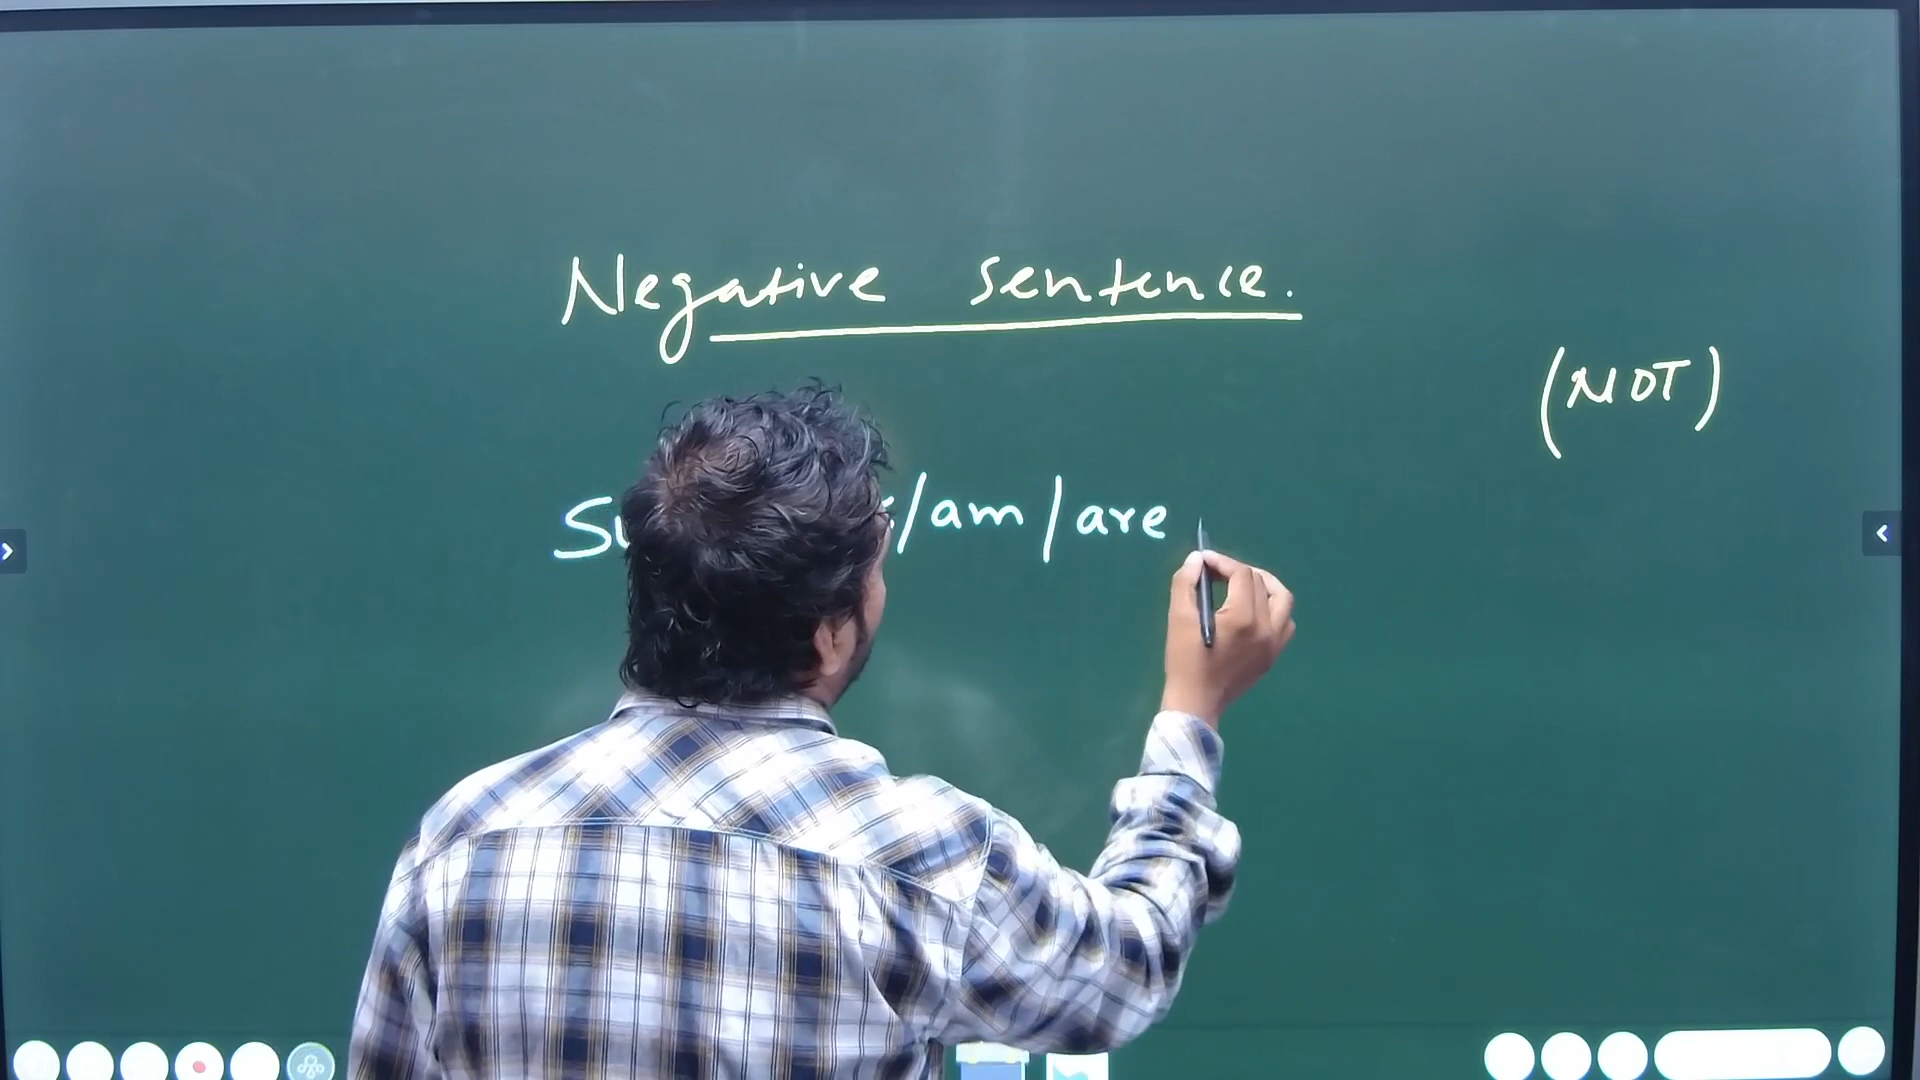 Negative sentence.
(NOT)
/am/are